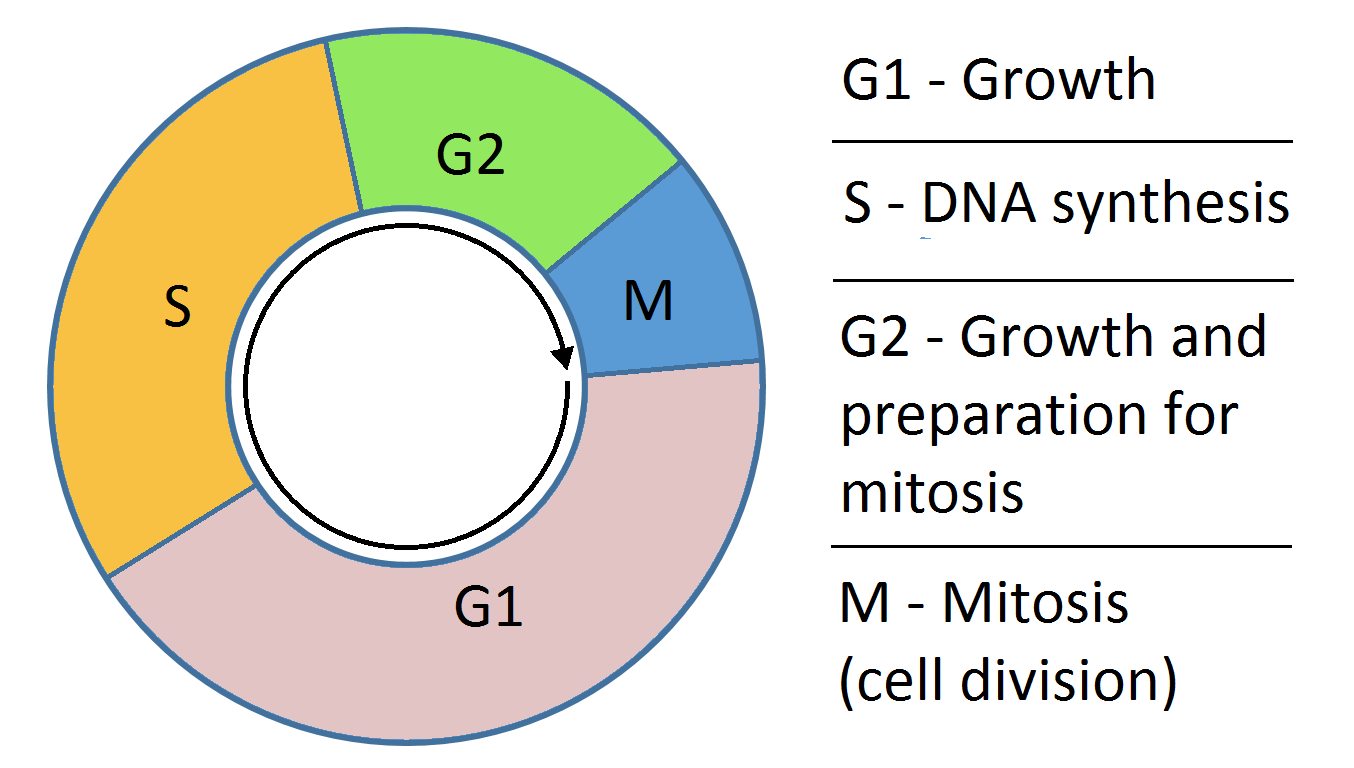 G2
S
M
G1
G1 - Growth
S - DNA synthesis
G2 - Growth and
preparation for
mitosis
M - Mitosis
(cell division)